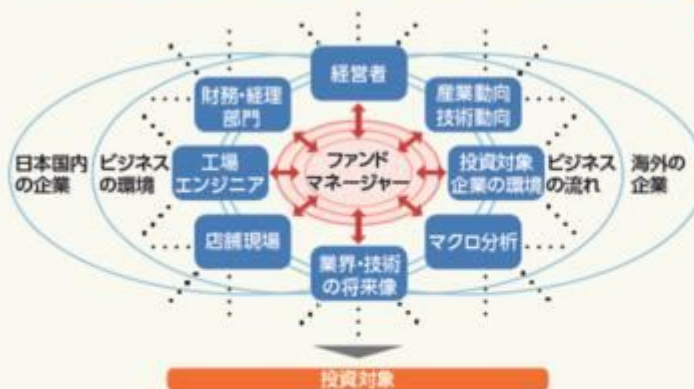 経営者
財務・経理
部門
産業動向
技術動向
日本国内
の企業
ビジネス
の環境
工場
エンジニア
ファンド
マネージャー
投資対象
企業の環境
ビジネス
の流れ
海外の
企業
店舗現場
業界・技術
の将来像
マクロ分析
投資対象